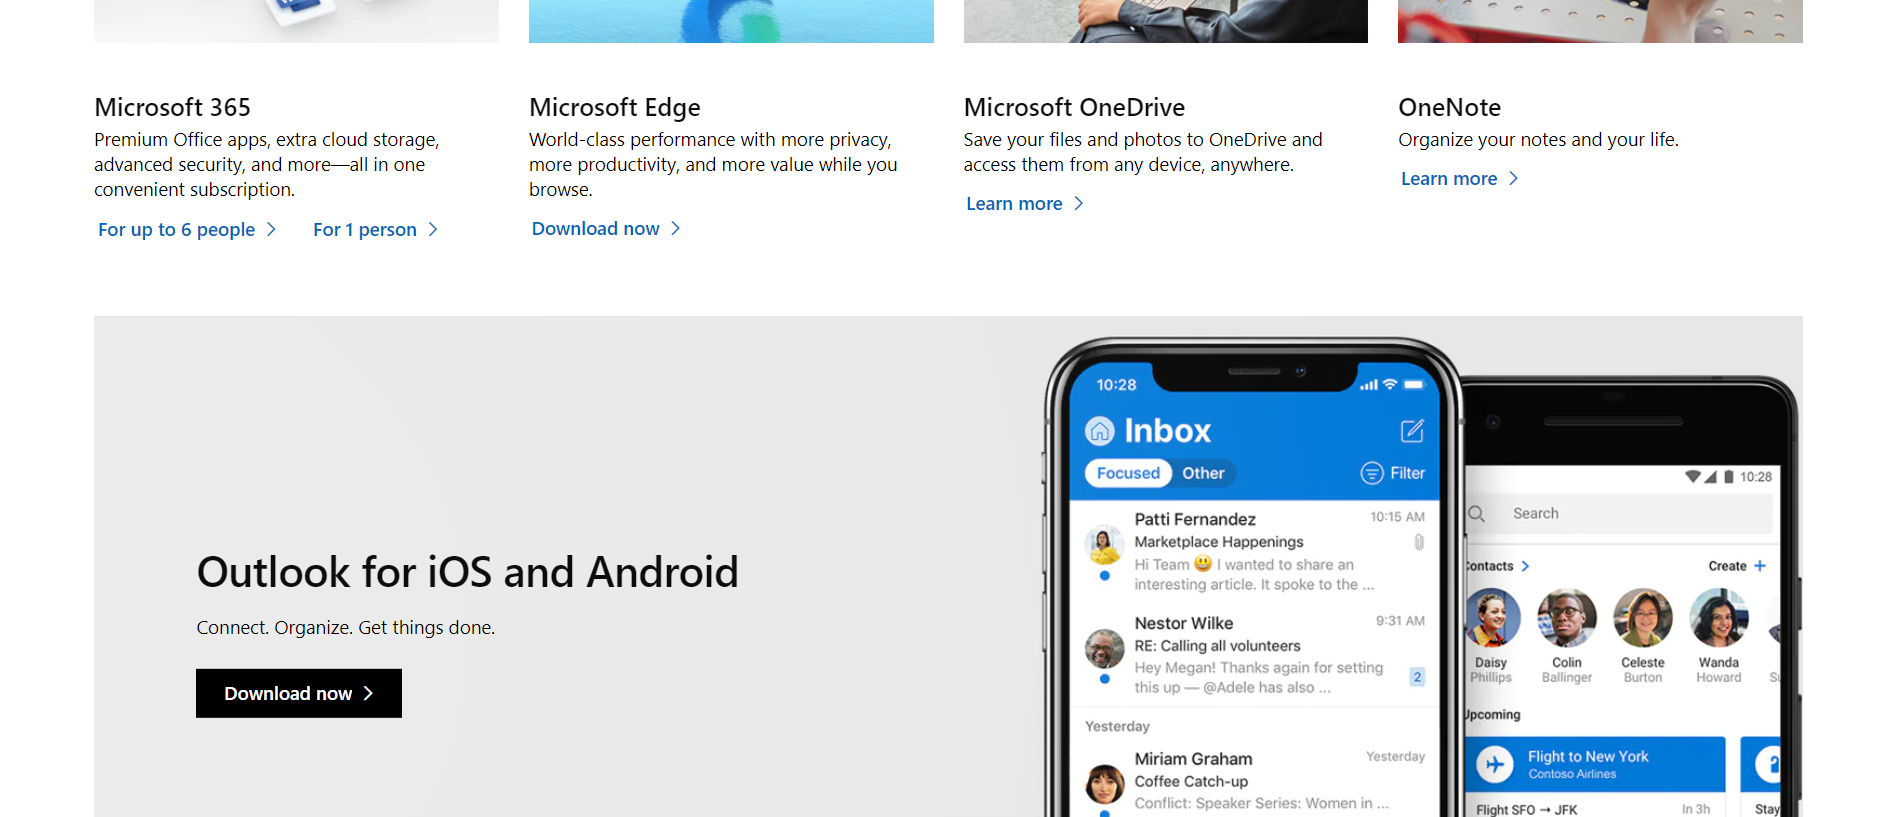 Microsoft 365
Premium Office apps, extra cloud storage,
advanced security, and more—all in one
convenient subscription.
For up to 6 people
For 1 person
Microsoft Edge
World-class performance with more privacy,
more productivity, and more value while you
browse.
Download now
Microsoft OneDrive
Save your files and photos to OneDrive and
access them from any device, anywhere.
Learn more
OneNote
Organize your notes and your life.
Learn more
Outlook for iOS and Android
Connect. Organize. Get things done.
Download now
10:28
Inbox
Focused Other
Filter
Patti Fernandez 10:15 AM
Marketplace Happenings
Hi Team 😃 I wanted to share an
interesting article. It spoke to the ...
Nestor Wilke 9:31 AM
RE: Calling all volunteers
Hey Megan! Thanks again for setting
this up — @Adele has also ... 2
Yesterday
Miriam Graham Yesterday
Coffee Catch-up
Conflict: Speaker Series: Women in ...
10:28
Search
Contacts
Create +
Daisy Colin Celeste Wanda
Phillips Ballinger Burton Howard
Upcoming
Flight to New York
Contoso Airlines
Flight SFO → JFK In 3h
Stay